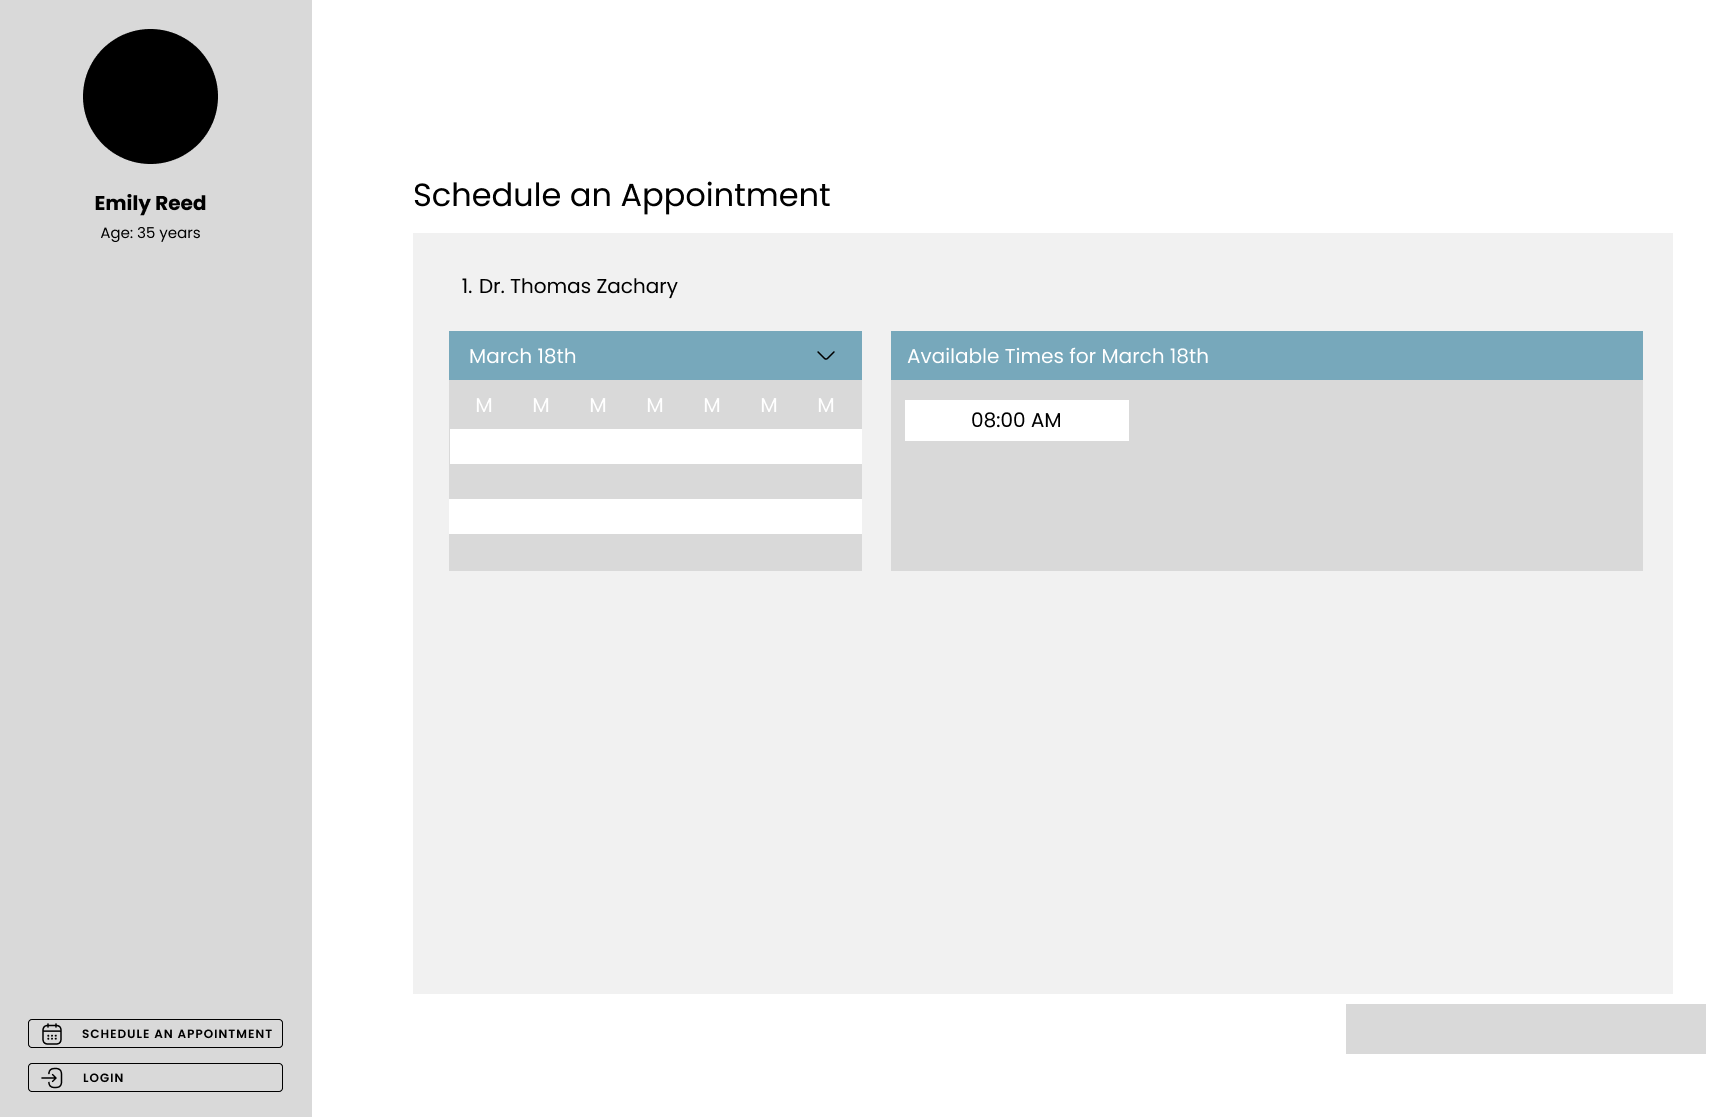 Emily Reed
Age: 35 years
SCHEDULE AN APPOINTMENT
LOGIN
Schedule an Appointment
1. Dr. Thomas Zachary
March 18th
M M M M M M M
Available Times for March 18th
08:00 AM